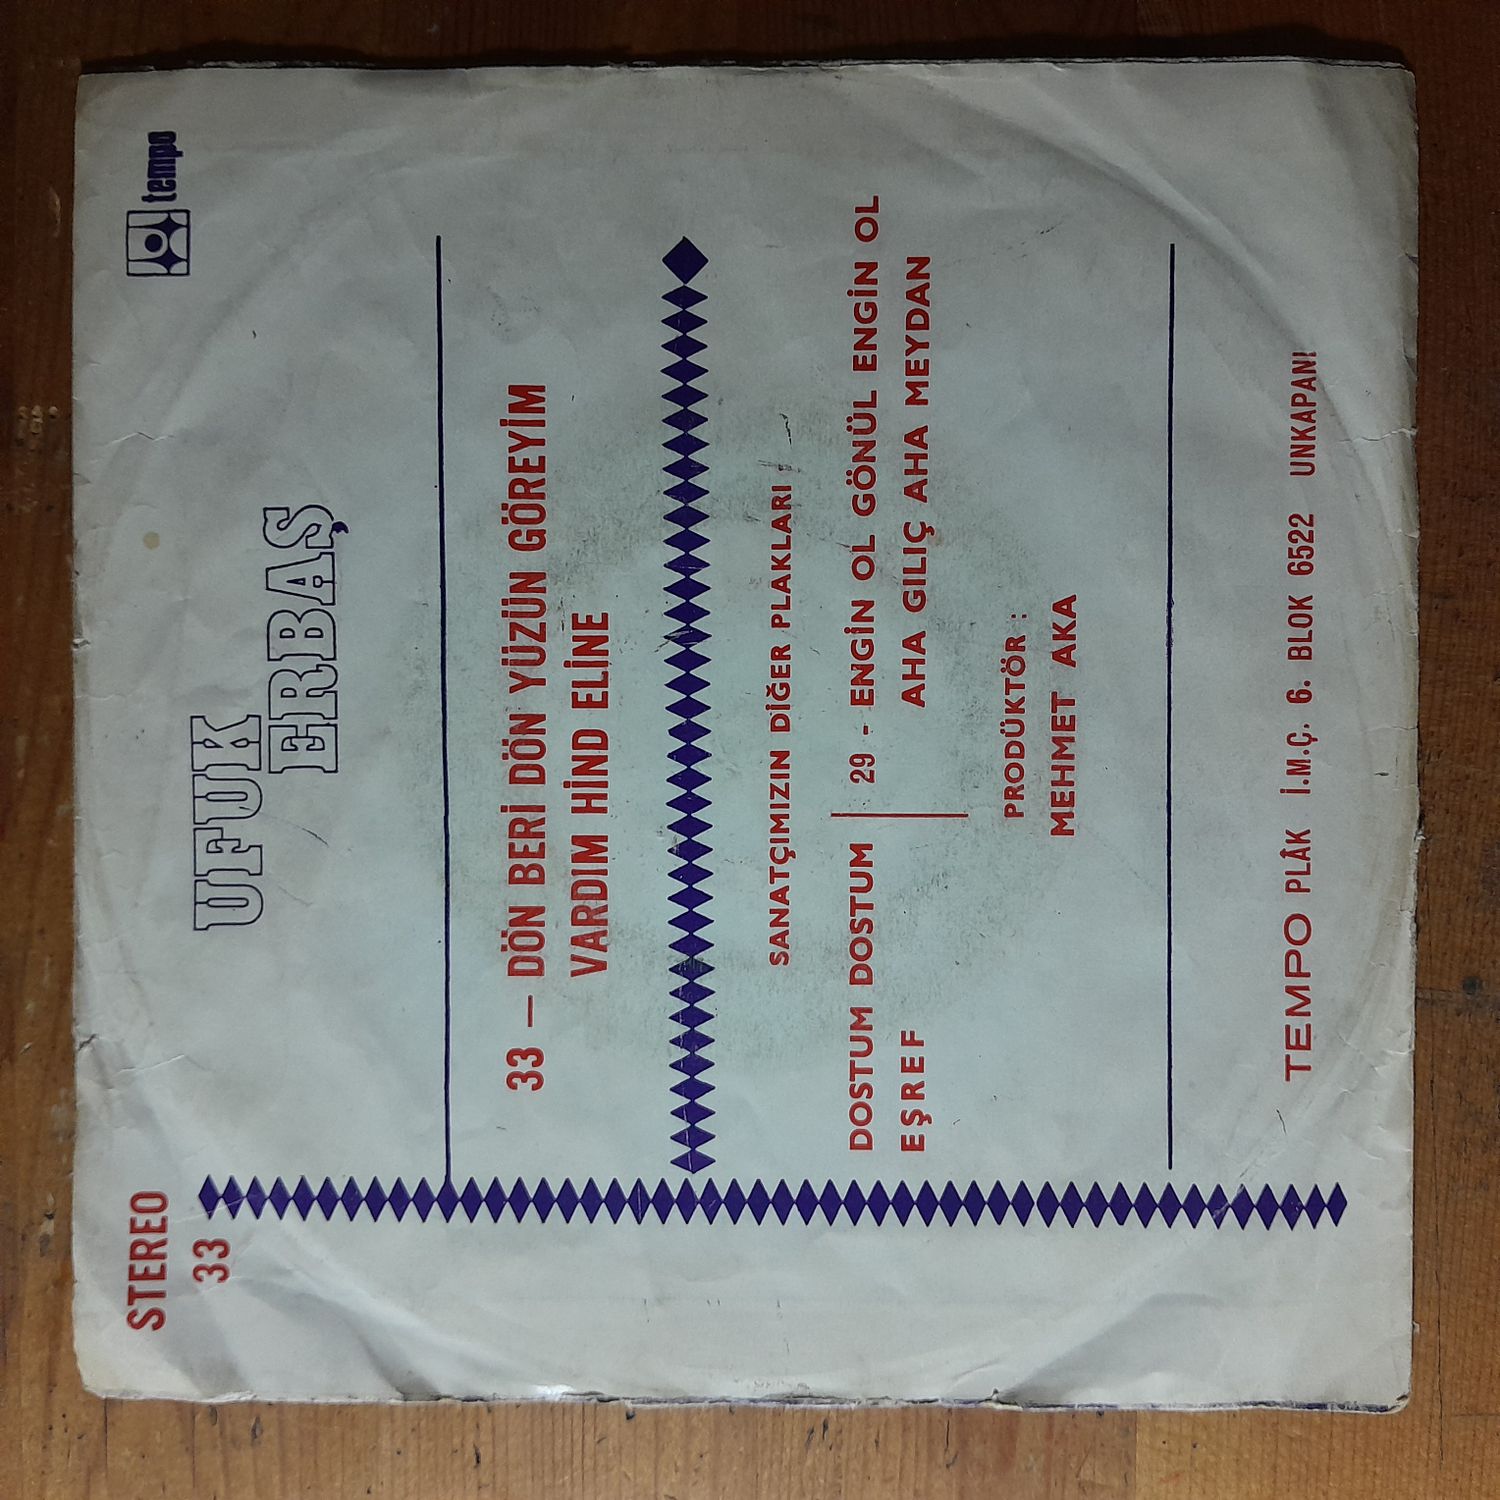 STEREO
33
tempo
UFUK
ERBAŞ
33 — DÖN BERİ DÖN YÜZÜN GÖREYİM
VARDIM HİND ELİNE
SANATÇIMIZIN DİĞER PLAKLARI :
DOSTUM DOSTUM
EŞREF
29 - ENGİN OL GÖNÜL ENGİN OL
AHA GILIÇ AHA MEYDAN
PRODÜKTÖR :
MEHMET AKA
TEMPO PLÂK İ.M.Ç. 6. BLOK 6522 UNKAPANI